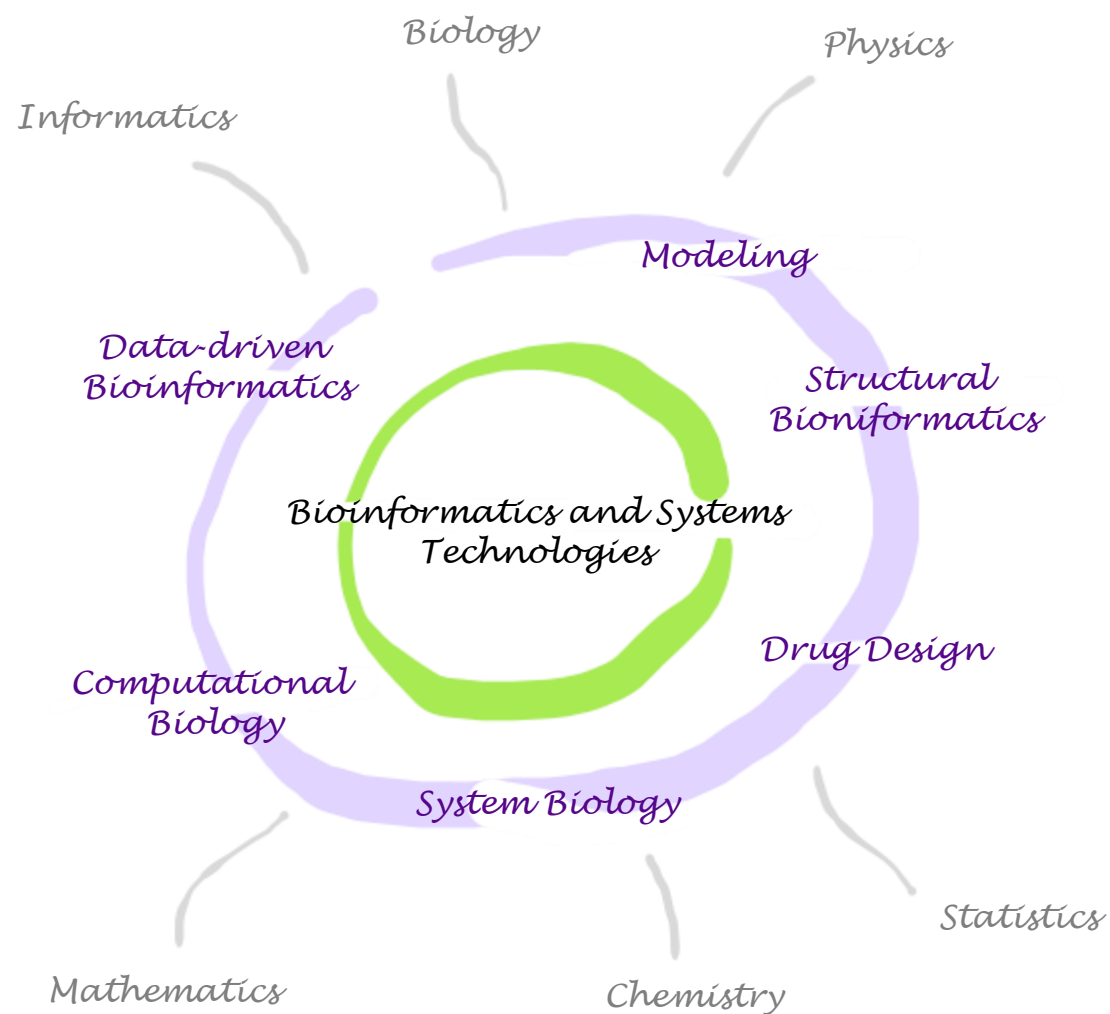 Biology
Physics
Informatics
Modeling
Data-driven
Bioinformatics
Structural
Bioniformatics
Bioinformatics and Systems
Technologies
Drug Design
Computational
Biology
System Biology
Statistics
Mathematics
Chemistry